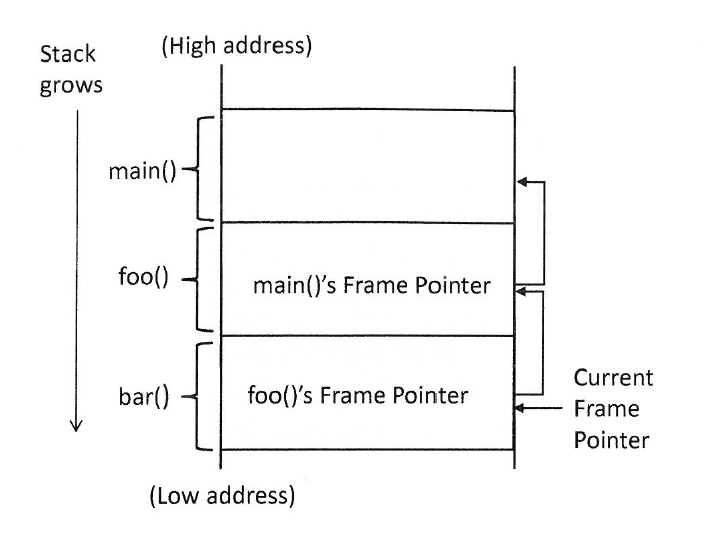 Stack
grows
(High address)
main()
foo()
main()'s Frame Pointer
bar()
foo()'s Frame Pointer
Current
Frame
Pointer
(Low address)